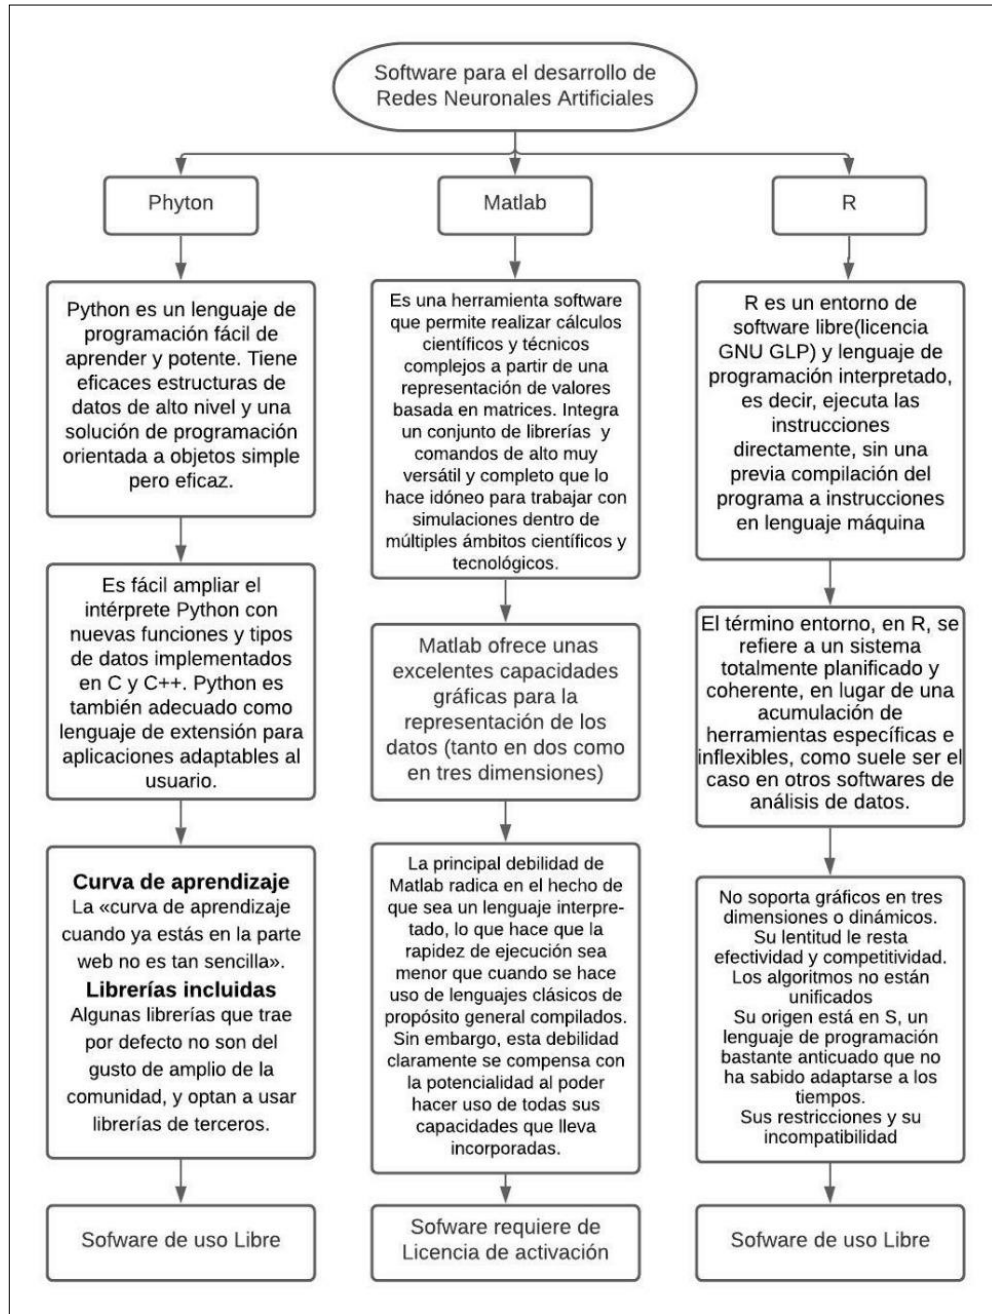 Software para el desarrollo de
Redes Neuronales Artificiales
Phyton
Matlab
R
Python es un lenguaje de
programación fácil de
aprender y potente. Tiene
eficaces estructuras de
datos de alto nivel y una
solución de programación
orientada a objetos simple
pero eficaz.
Es fácil ampliar el
intérprete Python con
nuevas funciones y tipos
de datos implementados
en C y C++. Python es
también adecuado como
lenguaje de extensión para
aplicaciones adaptables al
usuario.
Curva de aprendizaje
La «curva de aprendizaje
cuando ya estás en la parte
web no es tan sencilla».
Librerías incluidas
Algunas librerías que trae
por defecto no son del
gusto de amplio de la
comunidad, y optan a usar
librerías de terceros.
Sofware de uso Libre
Es una herramienta software
que permite realizar cálculos
científicos y técnicos
complejos a partir de una
representación de valores
basada en matrices. Integra
un conjunto de librerías y
comandos de alto muy
versátil y completo que lo
hace idóneo para trabajar con
simulaciones dentro de
múltiples ámbitos científicos y
tecnológicos.
Matlab ofrece unas
excelentes capacidades
gráficas para la
representación de los
datos (tanto en dos como
en tres dimensiones)
La principal debilidad de
Matlab radica en el hecho de
que sea un lenguaje interpre-
tado, lo que hace que la
rapidez de ejecución sea
menor que cuando se hace
uso de lenguajes clásicos de
propósito general compilados.
Sin embargo, esta debilidad
claramente se compensa con
la potencialidad al poder
hacer uso de todas sus
capacidades que lleva
incorporadas.
Sofware requiere de
Licencia de activación
R es un entorno de
software libre(licencia
GNU GLP) y lenguaje de
programación interpretado,
es decir, ejecuta las
instrucciones
directamente, sin una
previa compilación del
programa a instrucciones
en lenguaje máquina
El término entorno, en R, se
refiere a un sistema
totalmente planificado y
coherente, en lugar de una
acumulación de
herramientas específicas e
inflexibles, como suele ser el
caso en otros softwares de
análisis de datos.
No soporta gráficos en tres
dimensiones o dinámicos.
Su lentitud le resta
efectividad y competitividad.
Los algoritmos no están
unificados
Su origen está en S, un
lenguaje de programación
bastante anticuado que no
ha sabido adaptarse a los
tiempos.
Sus restricciones y su
incompatibilidad
Sofware de uso Libre